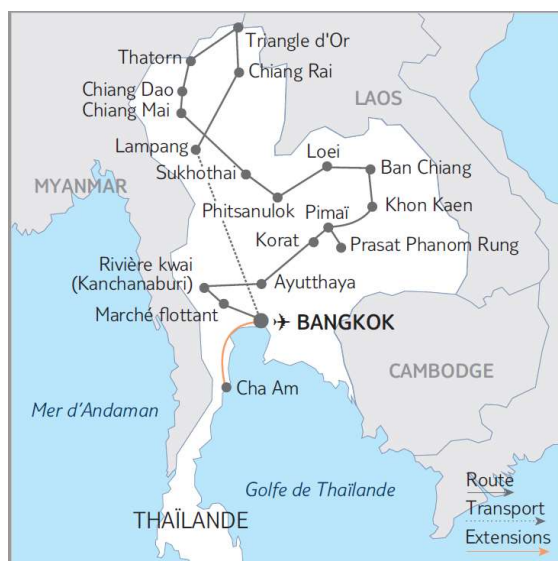 Triangle d'Or
Thatorn
Chiang Rai
Chiang Dao
Chiang Mai
LAOS
Lampang
Loei
Ban Chiang
Sukhothai
MYANMAR
Phitsanulok
Pimaï
Khon Kaen
Korat
Prasat Phanom Rung
Rivière kwai
(Kanchanaburi)
Ayutthaya
Marché flottant
BANGKOK
CAMBODGE
Cha Am
Mer d'Andaman
Golfe de Thaïlande
THAÏLANDE
Route
Transport
Extensions